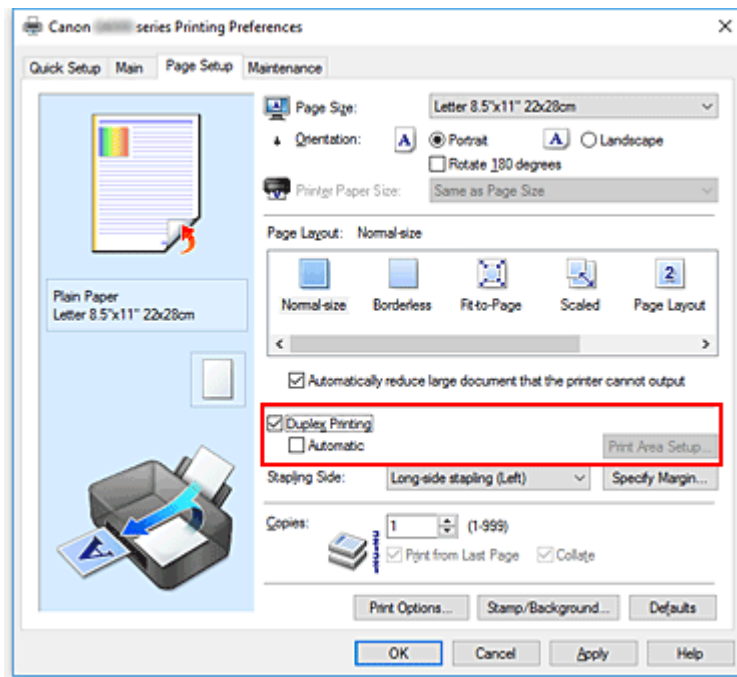 Canon series Printing Preferences
Quick Setup Main Page Setup Maintenance
Page Size: Letter 8.5"x11" 22x28cm
Orientation: A Portrait A Landscape
Rotate 180 degrees
Printer Paper Size: Same as Page Size
Page Layout: Normal-size
2
Normal-size Borderless Fit-to-Page Scaled Page Layout
Plain Paper
Letter 8.5"x11" 22x28cm
Automatically reduce large document that the printer cannot output
Duplex Printing
Automatic Print Area Setup...
Stapling Side: Long-side stapling (Left) Specify Margin...
Copies: 1 (1-999)
Print from Last Page Collate
A
Print Options... Stamp/Background... Defaults
OK Cancel Apply Help